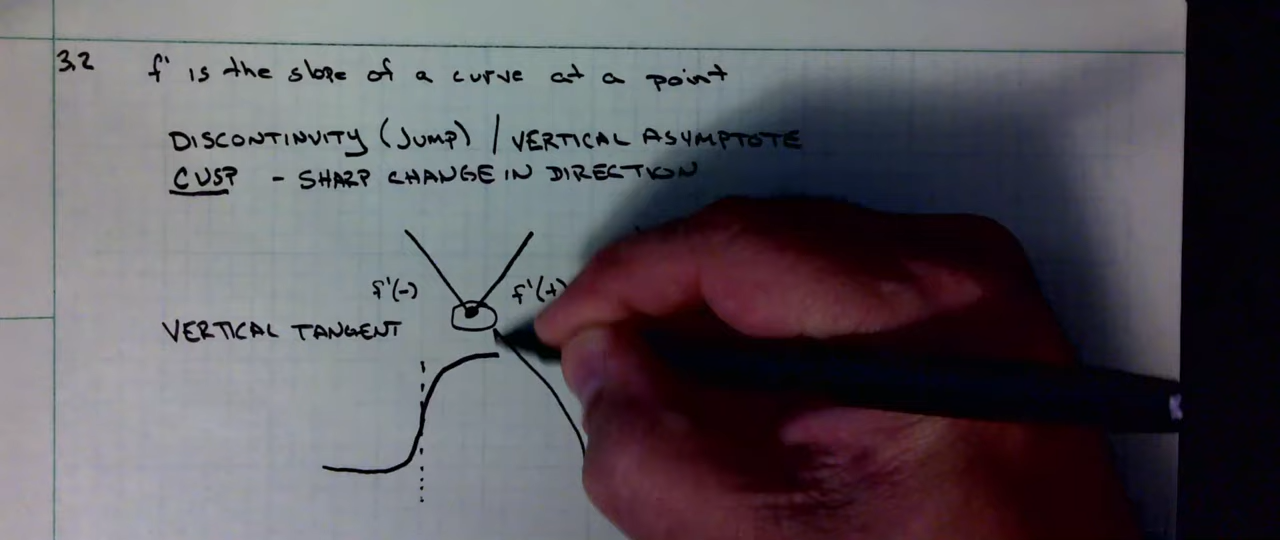 3.2 f' is the slope of a curve at a point
DISCONTINUITY (JUMP) / VERTICAL ASYMPTOTE
CUSP - SHARP CHANGE IN DIRECTION
f'(-) f'(+)
VERTICAL TANGENT